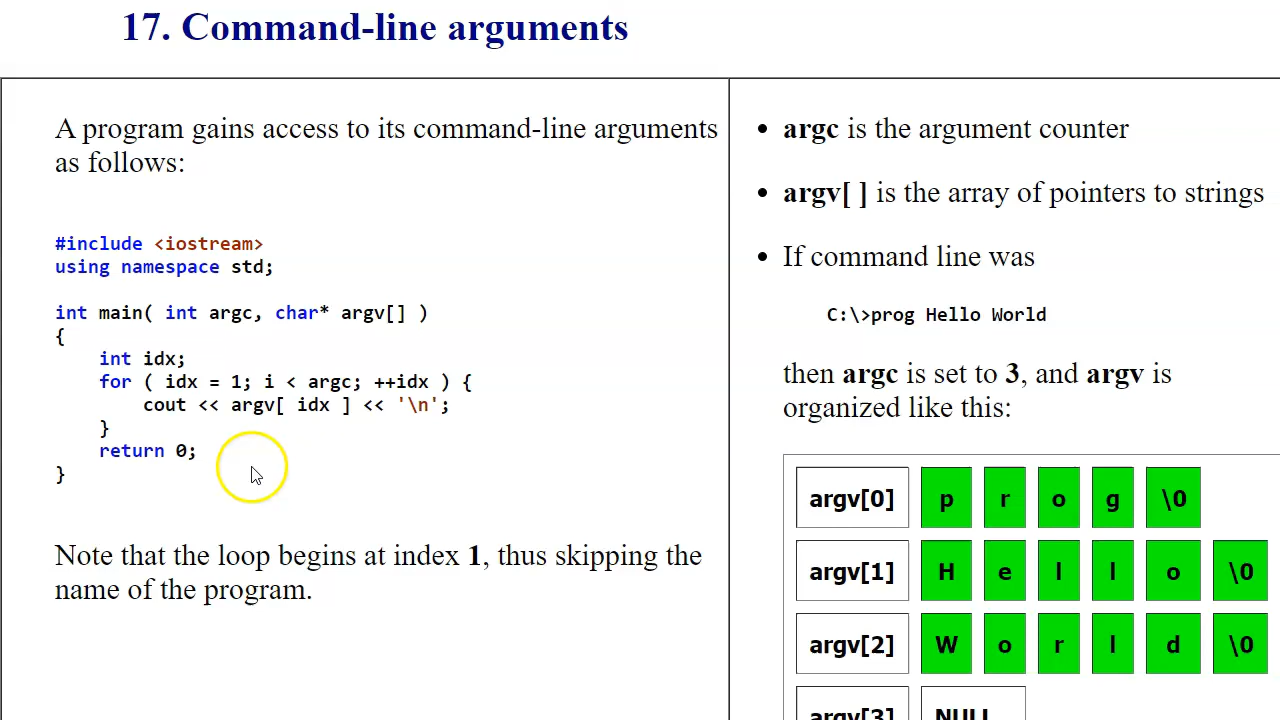 17. Command-line arguments
A program gains access to its command-line arguments
as follows:
#include <iostream>
using namespace std;
int main( int argc, char* argv[] )
{
int idx;
for ( idx = 1; i < argc; ++idx ) {
cout << argv[ idx ] << '\n';
}
return 0;
}
Note that the loop begins at index 1, thus skipping the
name of the program.
• argc is the argument counter
• argv[ ] is the array of pointers to strings
• If command line was
C:\>prog Hello World
then argc is set to 3, and argv is
organized like this:
argv[0] p r o g \0
argv[1] H e l l o \0
argv[2] W o r l d \0
argv[3] NULL